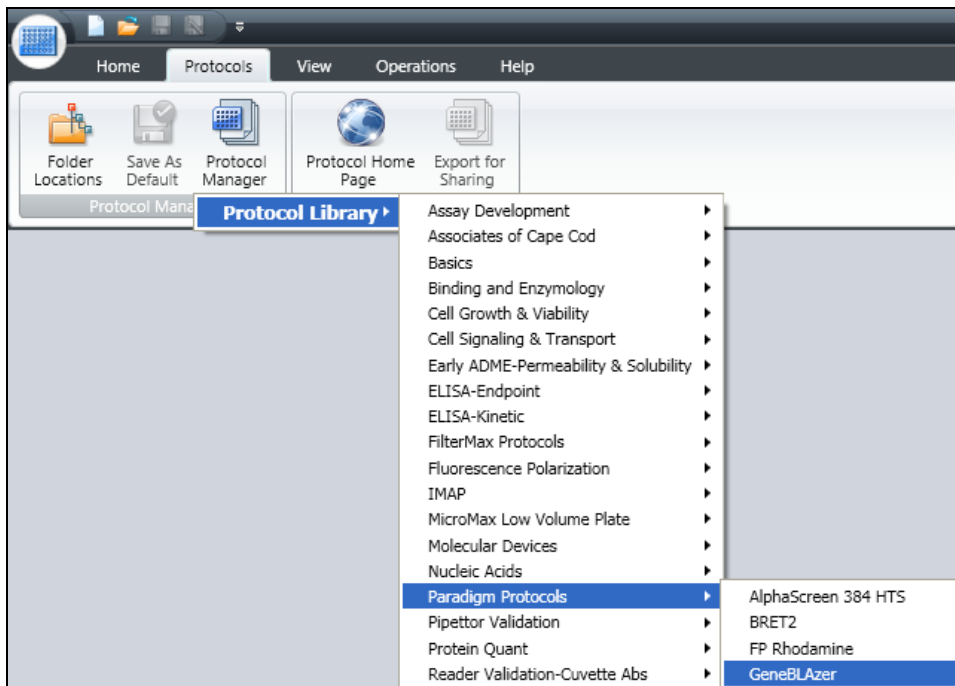 Home Protocols View Operations Help
Folder Locations
Save As Default
Protocol Manager
Protocol Home Page
Export for Sharing
Protocol Mana
Protocol Library
Assay Development
Associates of Cape Cod
Basics
Binding and Enzymology
Cell Growth & Viability
Cell Signaling & Transport
Early ADME-Permeability & Solubility
ELISA-Endpoint
ELISA-Kinetic
FilterMax Protocols
Fluorescence Polarization
IMAP
MicroMax Low Volume Plate
Molecular Devices
Nucleic Acids
Paradigm Protocols
Pipettor Validation
Protein Quant
Reader Validation-Cuvette Abs
AlphaScreen 384 HTS
BRET2
FP Rhodamine
GeneBLAzer